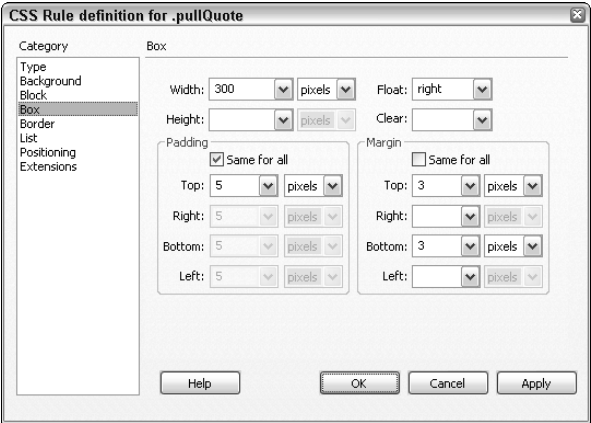 CSS Rule definition for .pullQuote
Category
Box
Type
Background
Block
Box
Border
List
Positioning
Extensions
Width: 300 pixels Float: right
Height: pixels Clear:
Padding Margin
Same for all Same for all
Top: 5 pixels Top: 3 pixels
Right: 5 pixels Right: pixels
Bottom: 5 pixels Bottom: 3 pixels
Left: 5 pixels Left: pixels
Help OK Cancel Apply